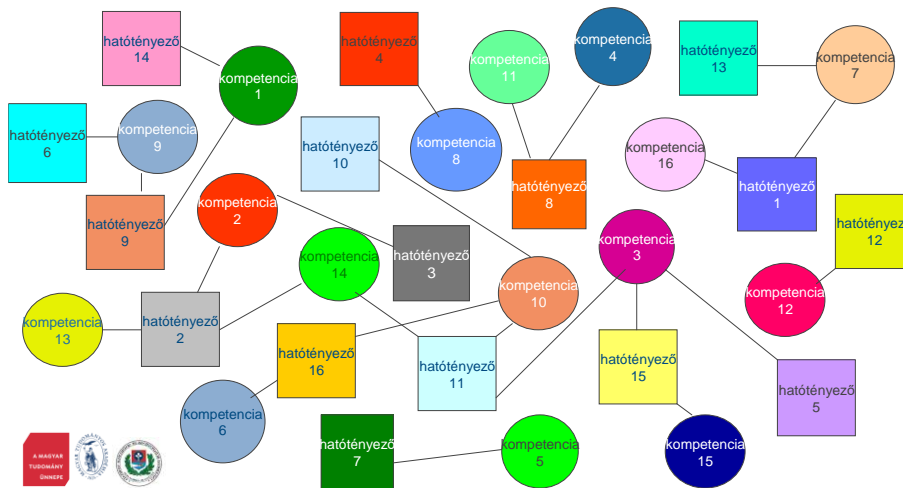 hatótényező
14
kompetencia
1
hatótényező
4
kompetencia
11
kompetencia
4
hatótényező
13
kompetencia
7
hatótényező
6
kompetencia
9
hatótényező
10
kompetencia
8
kompetencia
16
hatótényező
8
hatótényező
1
hatótényező
9
kompetencia
2
hatótényező
12
hatótényező
3
kompetencia
3
kompetencia
14
kompetencia
10
kompetencia
12
kompetencia
13
hatótényező
2
hatótényező
16
hatótényező
11
hatótényező
15
hatótényező
5
kompetencia
6
hatótényező
7
kompetencia
5
kompetencia
15
A MAGYAR
TUDOMÁNY
ÜNNEPE